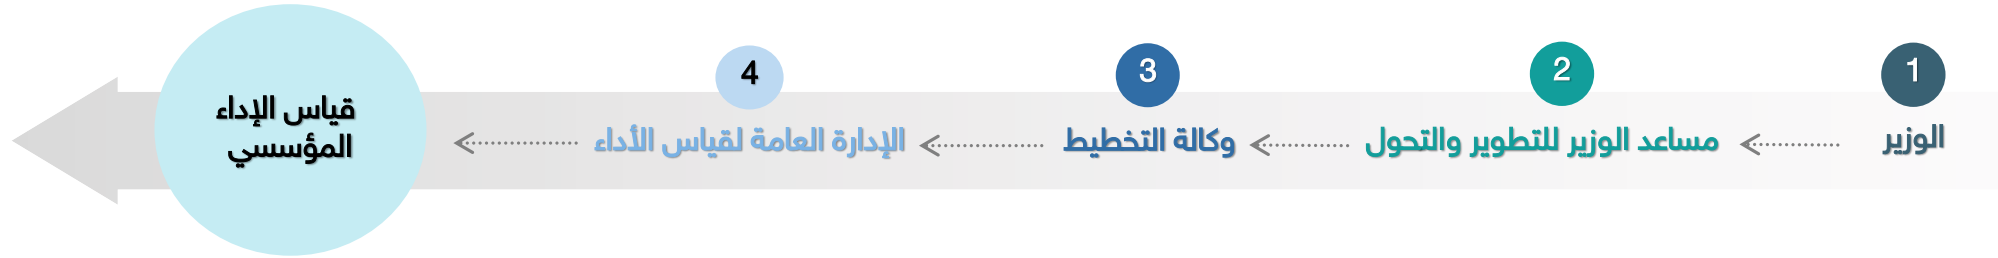 1
الوزير
2
مساعد الوزير للتطوير والتحول
3
وكالة التخطيط
4
الإدارة العامة لقياس الأداء
قياس الإداء
المؤسسي